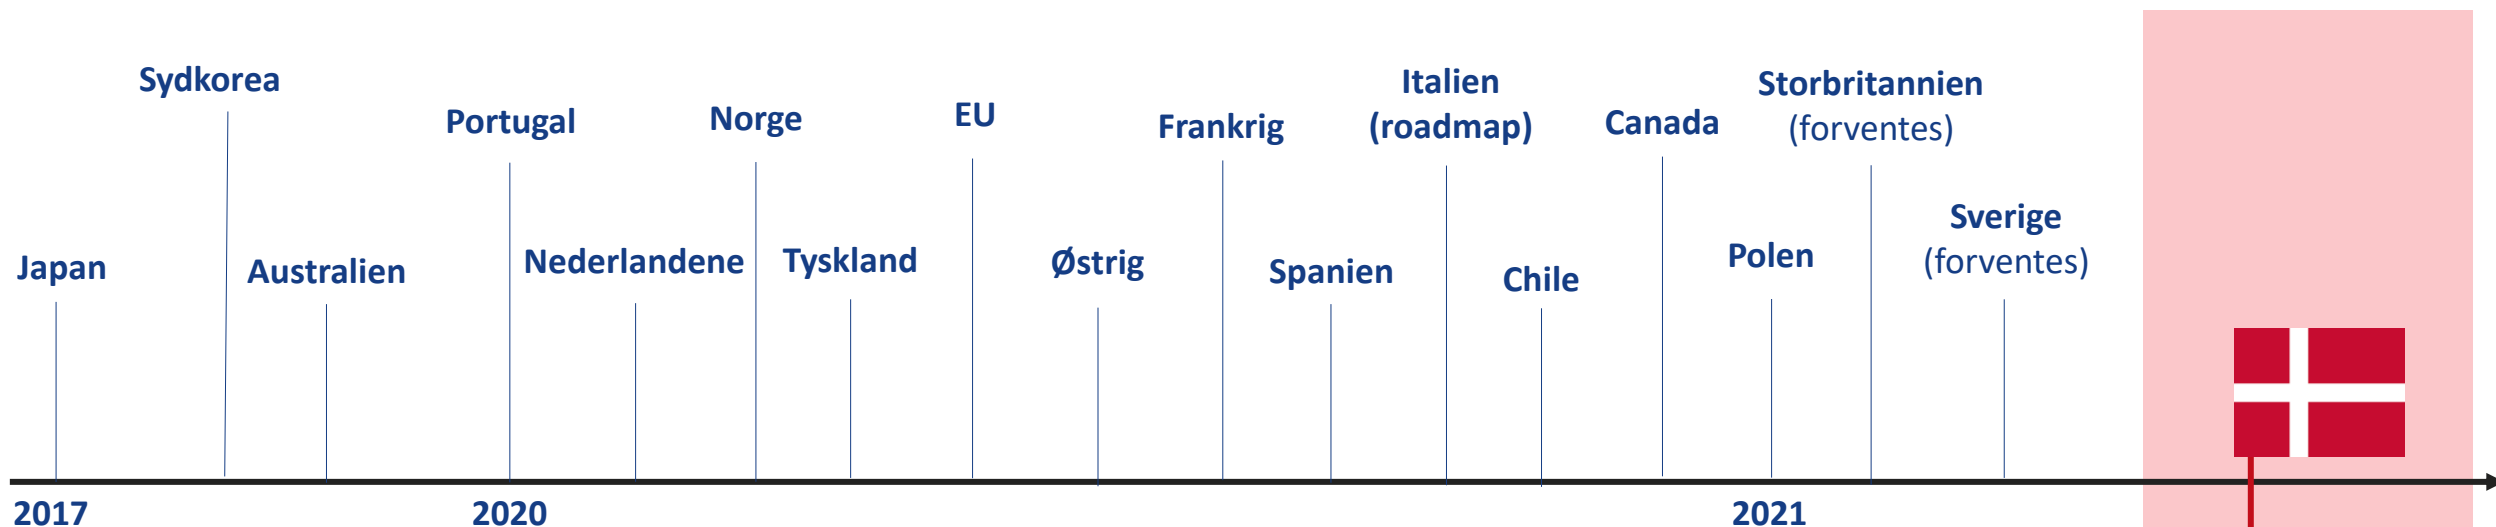 Sydkorea
Portugal
Norge
EU
Frankrig
Italien
(roadmap)
Canada
Storbritannien
(forventes)
Japan
Australien
Nederlandene
Tyskland
Østrig
Spanien
Chile
Polen
Sverige
(forventes)
2017
2020
2021